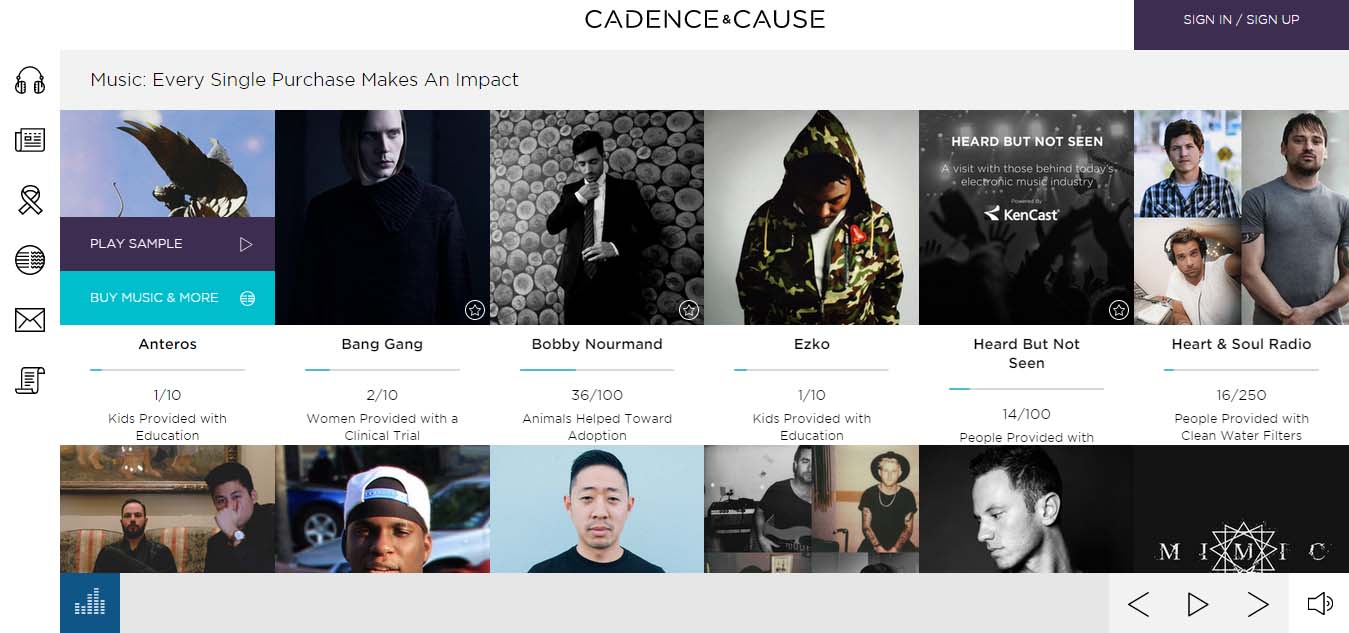 CADENCE&CAUSE
SIGN IN / SIGN UP
Music: Every Single Purchase Makes An Impact
PLAY SAMPLE
BUY MUSIC & MORE
HEARD BUT NOT SEEN
A visit with those behind today's
electronic music industry
Powered By
KenCast
Anteros
1/10
Kids Provided with
Education
Bang Gang
2/10
Women Provided with a
Clinical Trial
Bobby Nourmand
36/100
Animals Helped Toward
Adoption
Ezko
1/10
Kids Provided with
Education
Heard But Not
Seen
14/100
People Provided with
Heart & Soul Radio
16/250
People Provided with
Clean Water Filters
MIMIC